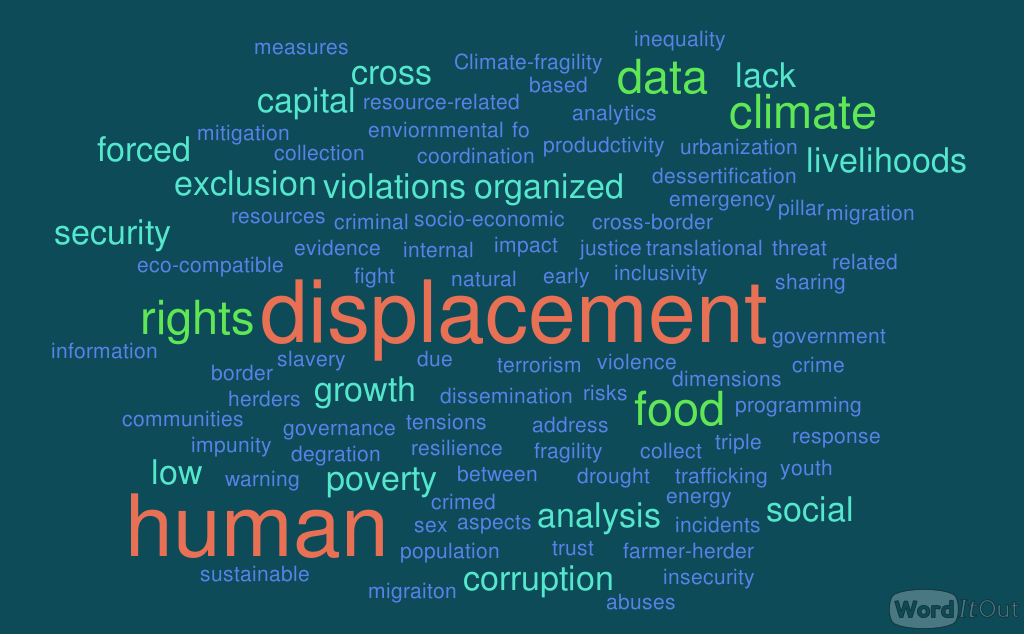 inequality
measures
Climate-fragility
cross
data
lack
based
capital
resource-related
analytics
climate
mitigation
enviornmental fo
forced
collection
coordination
produdctivity
urbanization
livelihoods
exclusion
violations
organized
dessertification
emergency
pillar
migration
resources
criminal
socio-economic
cross-border
security
evidence
internal
impact
justice
translational
threat
eco-compatible
related
fight
natural
early
inclusivity
sharing
rights
displacement
government
information
slavery
due
terrorism
violence
crime
border
growth
dimensions
herders
dissemination
risks
food
programming
communities
governance
tensions
address
impunity
degration
resilience
fragility
collect
triple
response
low
warning
poverty
between
drought
trafficking
youth
human
crimed
energy
sex
aspects
analysis
incidents
social
population
trust
farmer-herder
sustainable
migraiton
corruption
insecurity
abuses
WordItOut